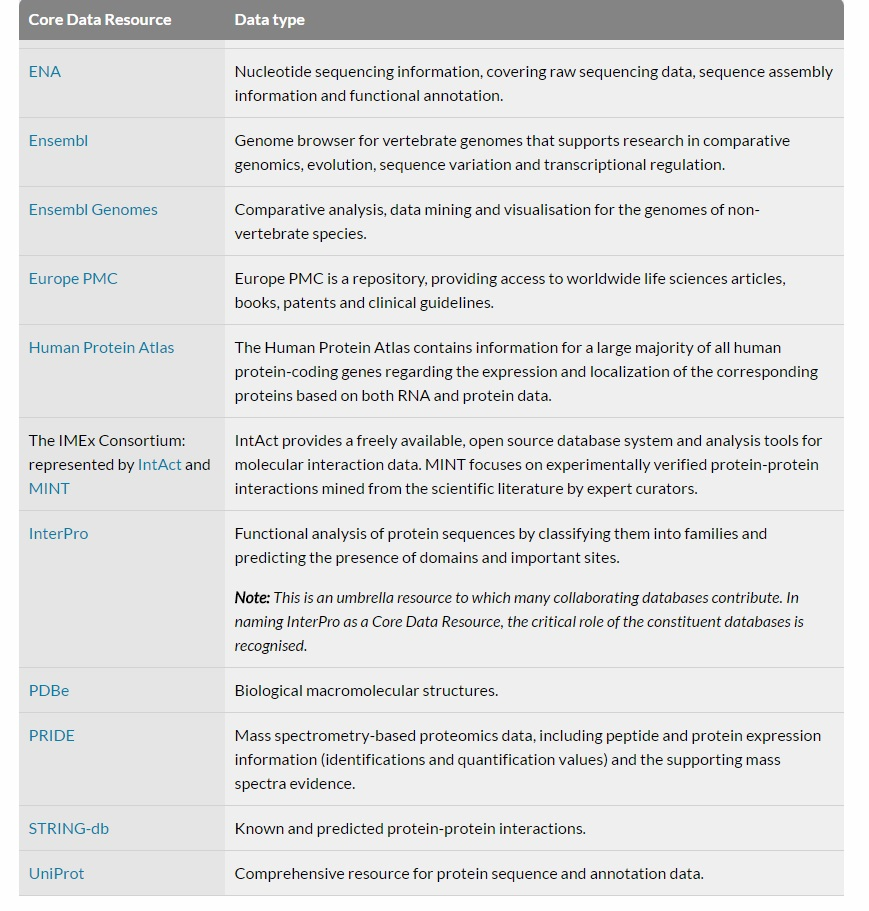 Core Data Resource Data type
ENA Nucleotide sequencing information, covering raw sequencing data, sequence assembly
information and functional annotation.
Ensembl Genome browser for vertebrate genomes that supports research in comparative
genomics, evolution, sequence variation and transcriptional regulation.
Ensembl Genomes Comparative analysis, data mining and visualisation for the genomes of non-
vertebrate species.
Europe PMC Europe PMC is a repository, providing access to worldwide life sciences articles,
books, patents and clinical guidelines.
Human Protein Atlas The Human Protein Atlas contains information for a large majority of all human
protein-coding genes regarding the expression and localization of the corresponding
proteins based on both RNA and protein data.
The IMEx Consortium: IntAct provides a freely available, open source database system and analysis tools for
represented by IntAct and molecular interaction data. MINT focuses on experimentally verified protein-protein
MINT interactions mined from the scientific literature by expert curators.
InterPro Functional analysis of protein sequences by classifying them into families and
predicting the presence of domains and important sites.
Note: This is an umbrella resource to which many collaborating databases contribute. In
naming InterPro as a Core Data Resource, the critical role of the constituent databases is
recognised.
PDBe Biological macromolecular structures.
PRIDE Mass spectrometry-based proteomics data, including peptide and protein expression
information (identifications and quantification values) and the supporting mass
spectra evidence.
STRING-db Known and predicted protein-protein interactions.
UniProt Comprehensive resource for protein sequence and annotation data.